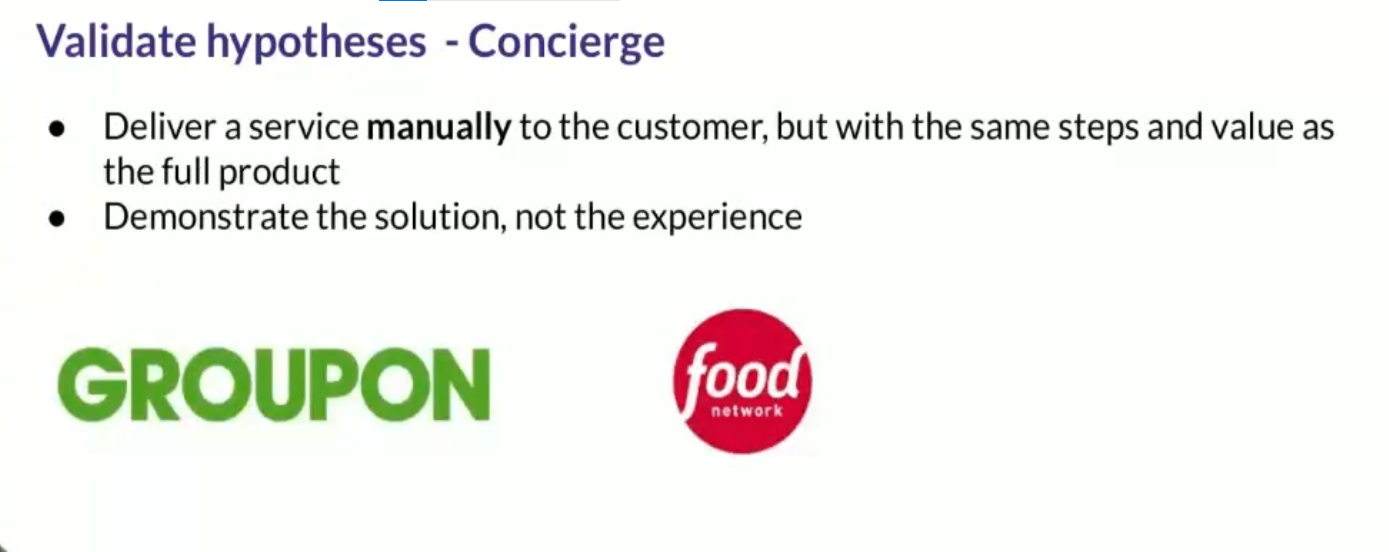 Validate hypotheses - Concierge
● Deliver a service manually to the customer, but with the same steps and value as
the full product
● Demonstrate the solution, not the experience
GROUPON
food
network